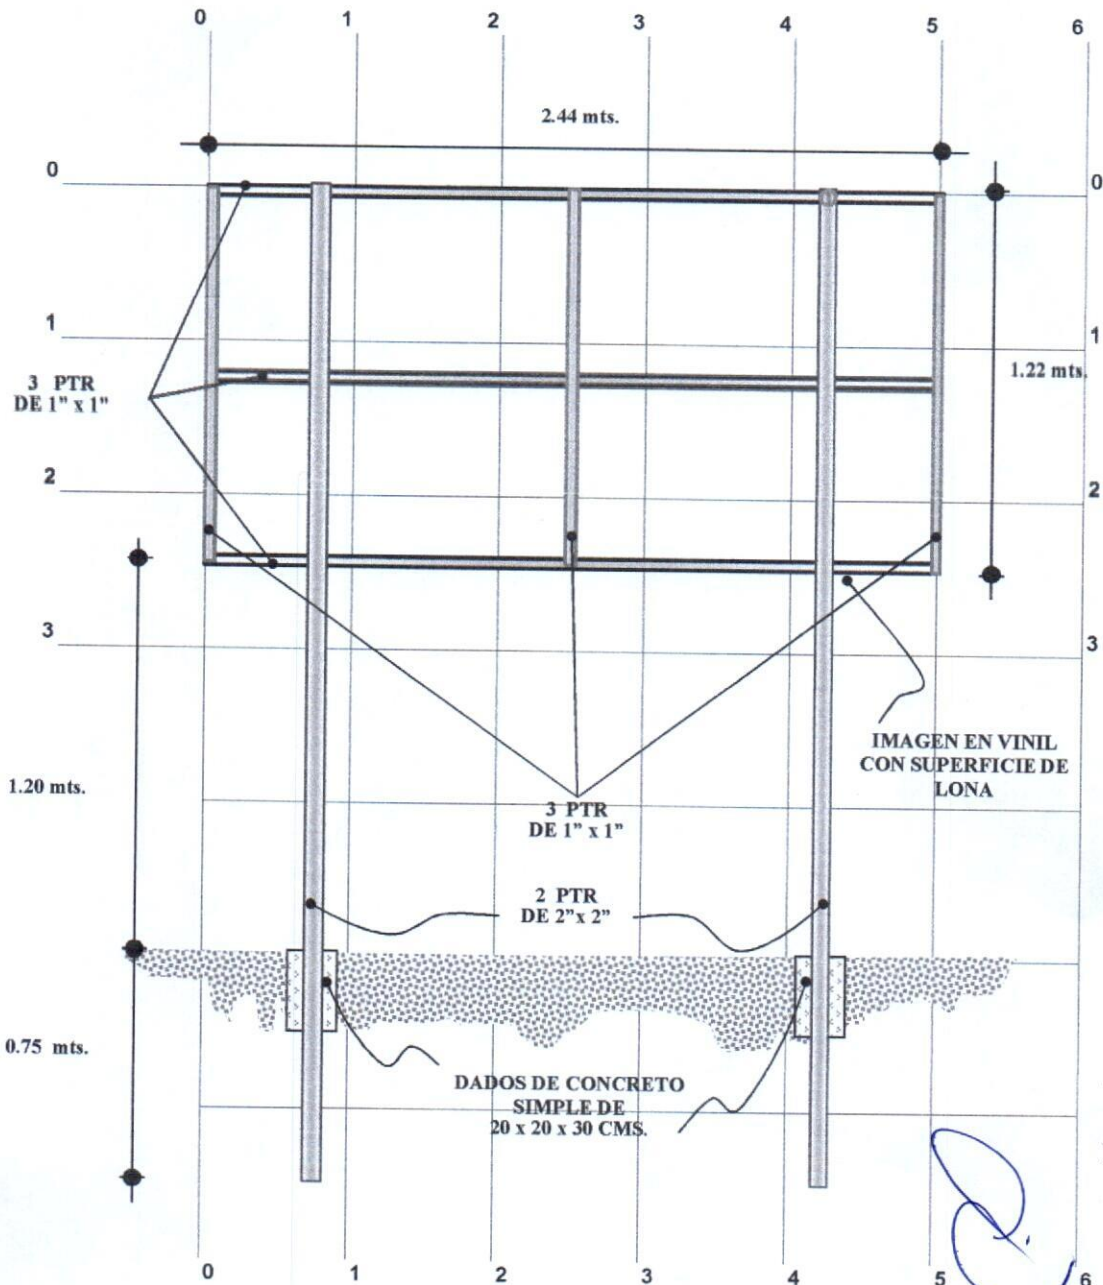 0 1 2 3 4 5 6
2.44 mts.
0 0
1 1
1.22 mts.
3 PTR
DE 1" x 1"
2 2
3 3
IMAGEN EN VINIL
CON SUPERFICIE DE
LONA
1.20 mts.
3 PTR
DE 1" x 1"
2 PTR
DE 2"x 2"
0.75 mts.
DADOS DE CONCRETO
SIMPLE DE
20 x 20 x 30 CMS.
0 1 2 3 4 5 6